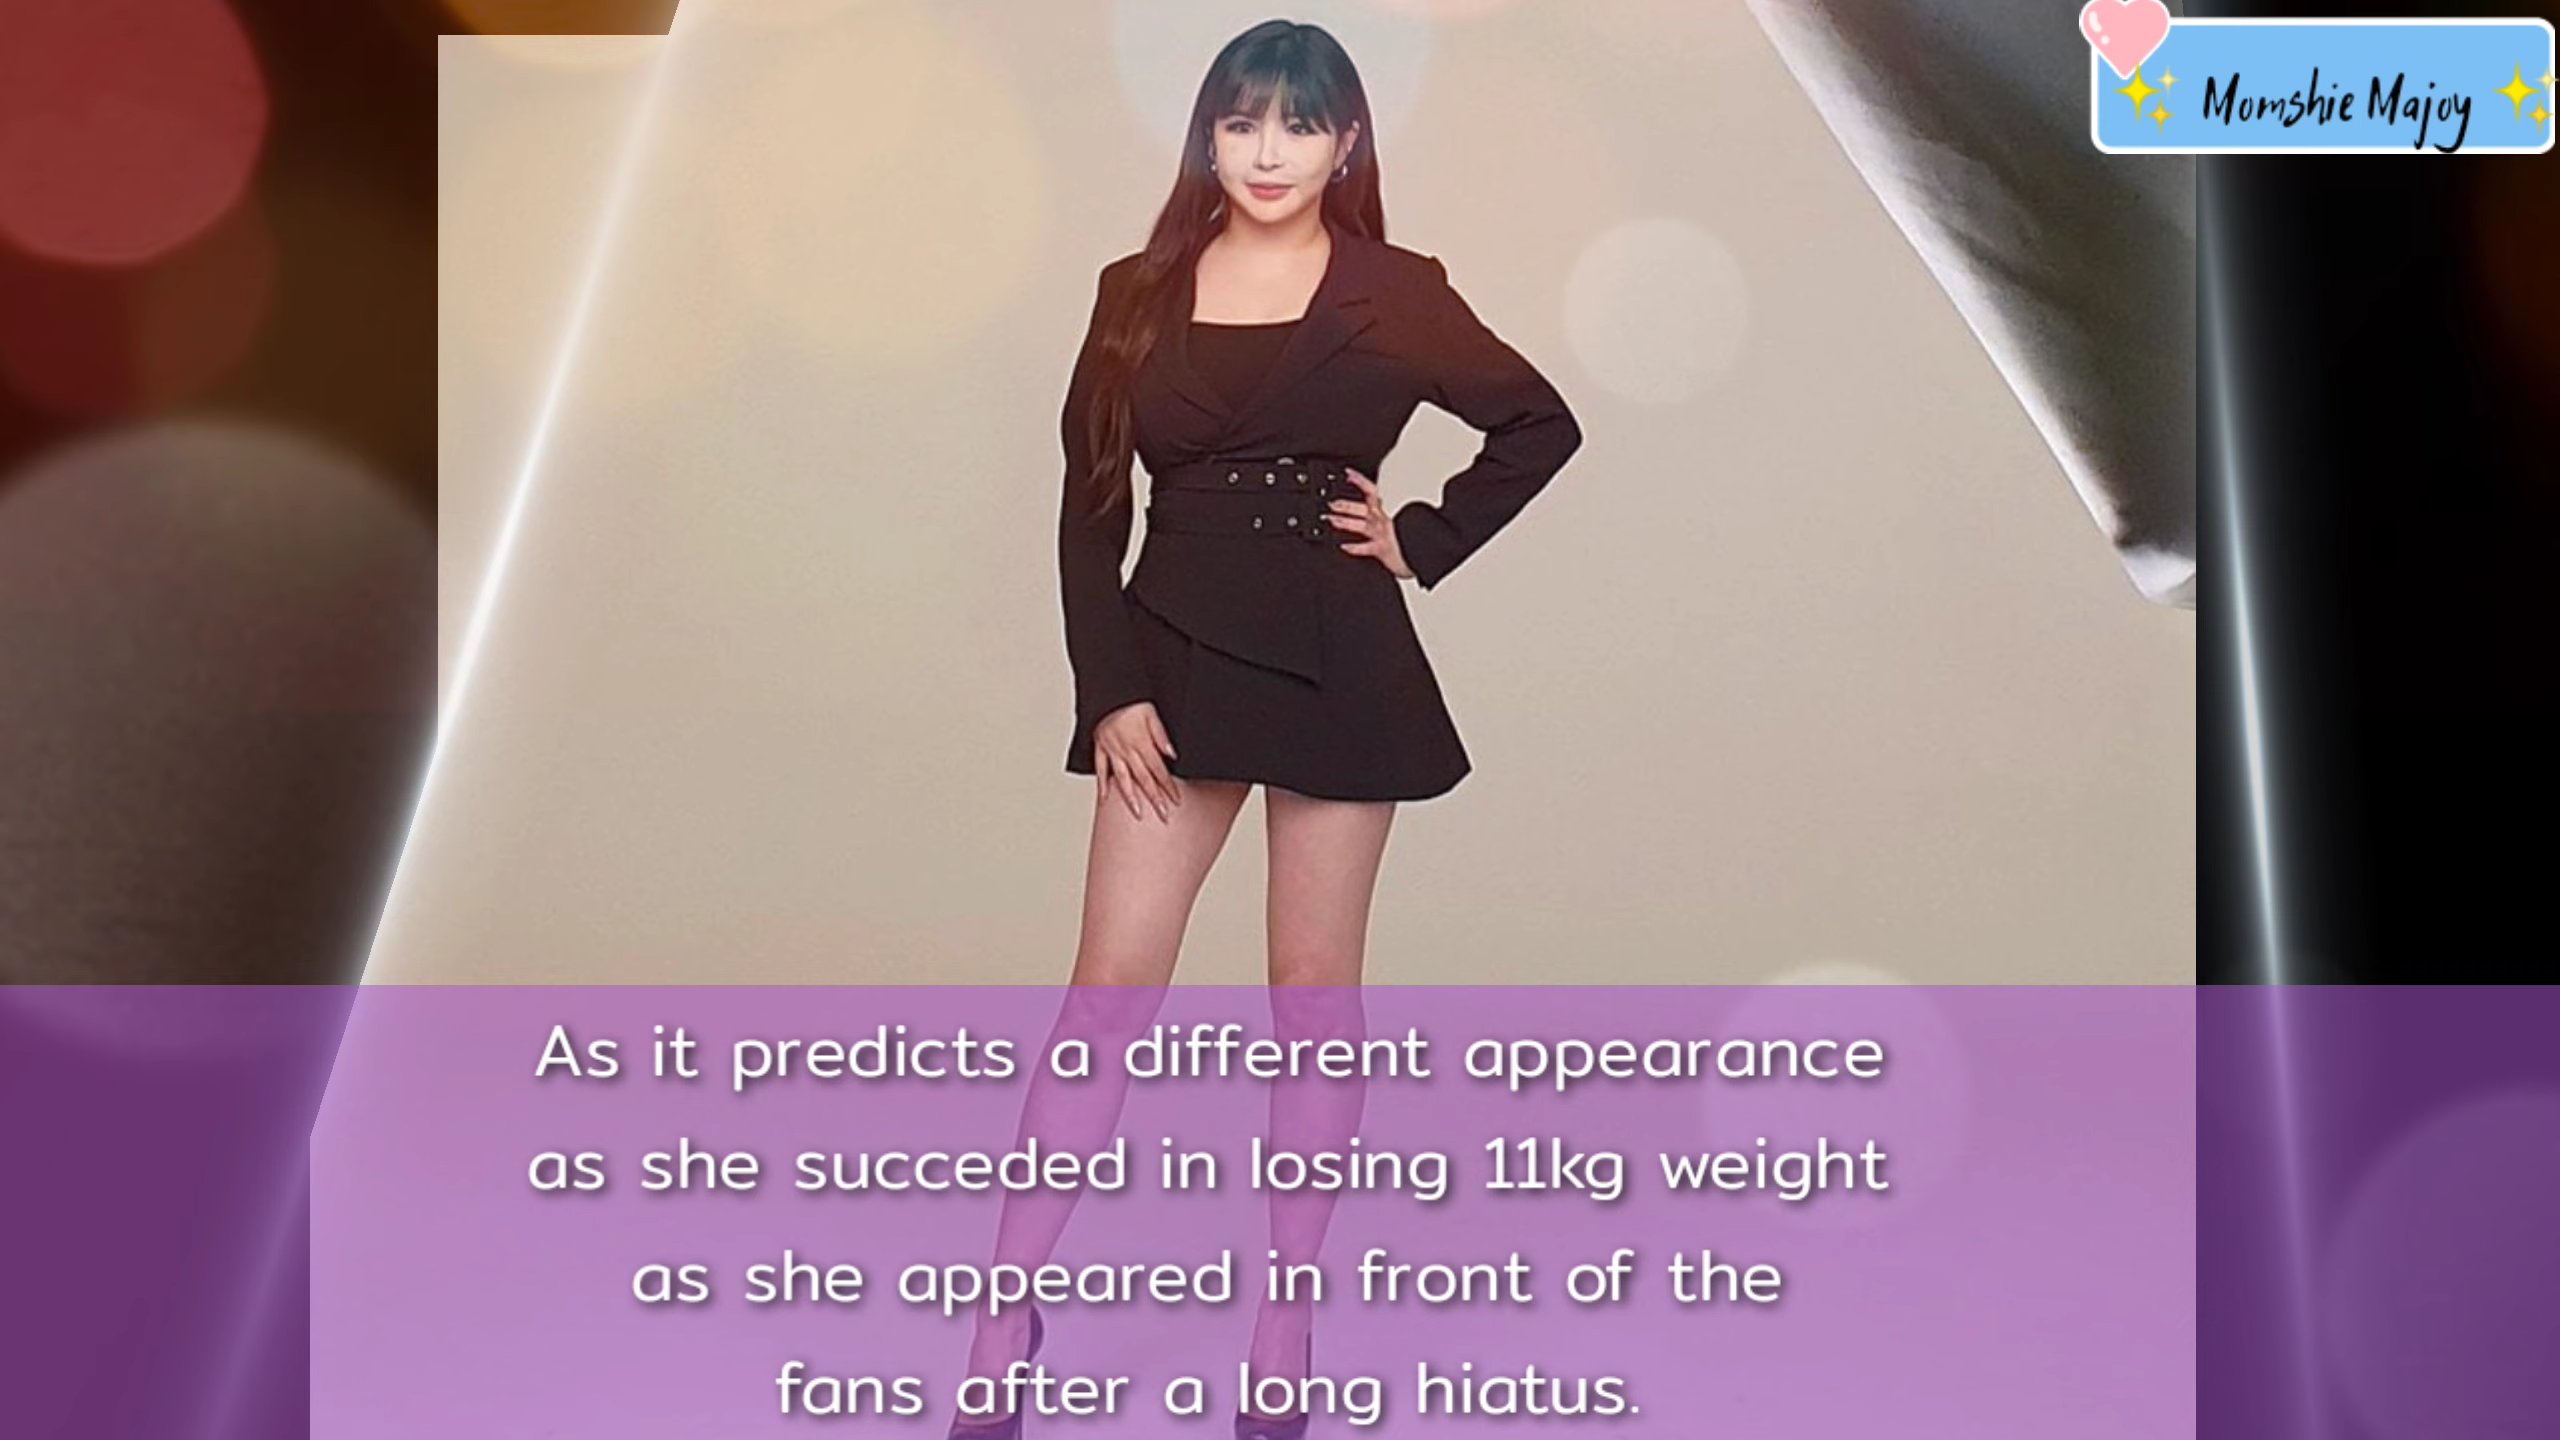 Momshie Majoy
As it predicts a different appearance
as she succeded in losing 11kg weight
as she appeared in front of the
fans after a long hiatus.